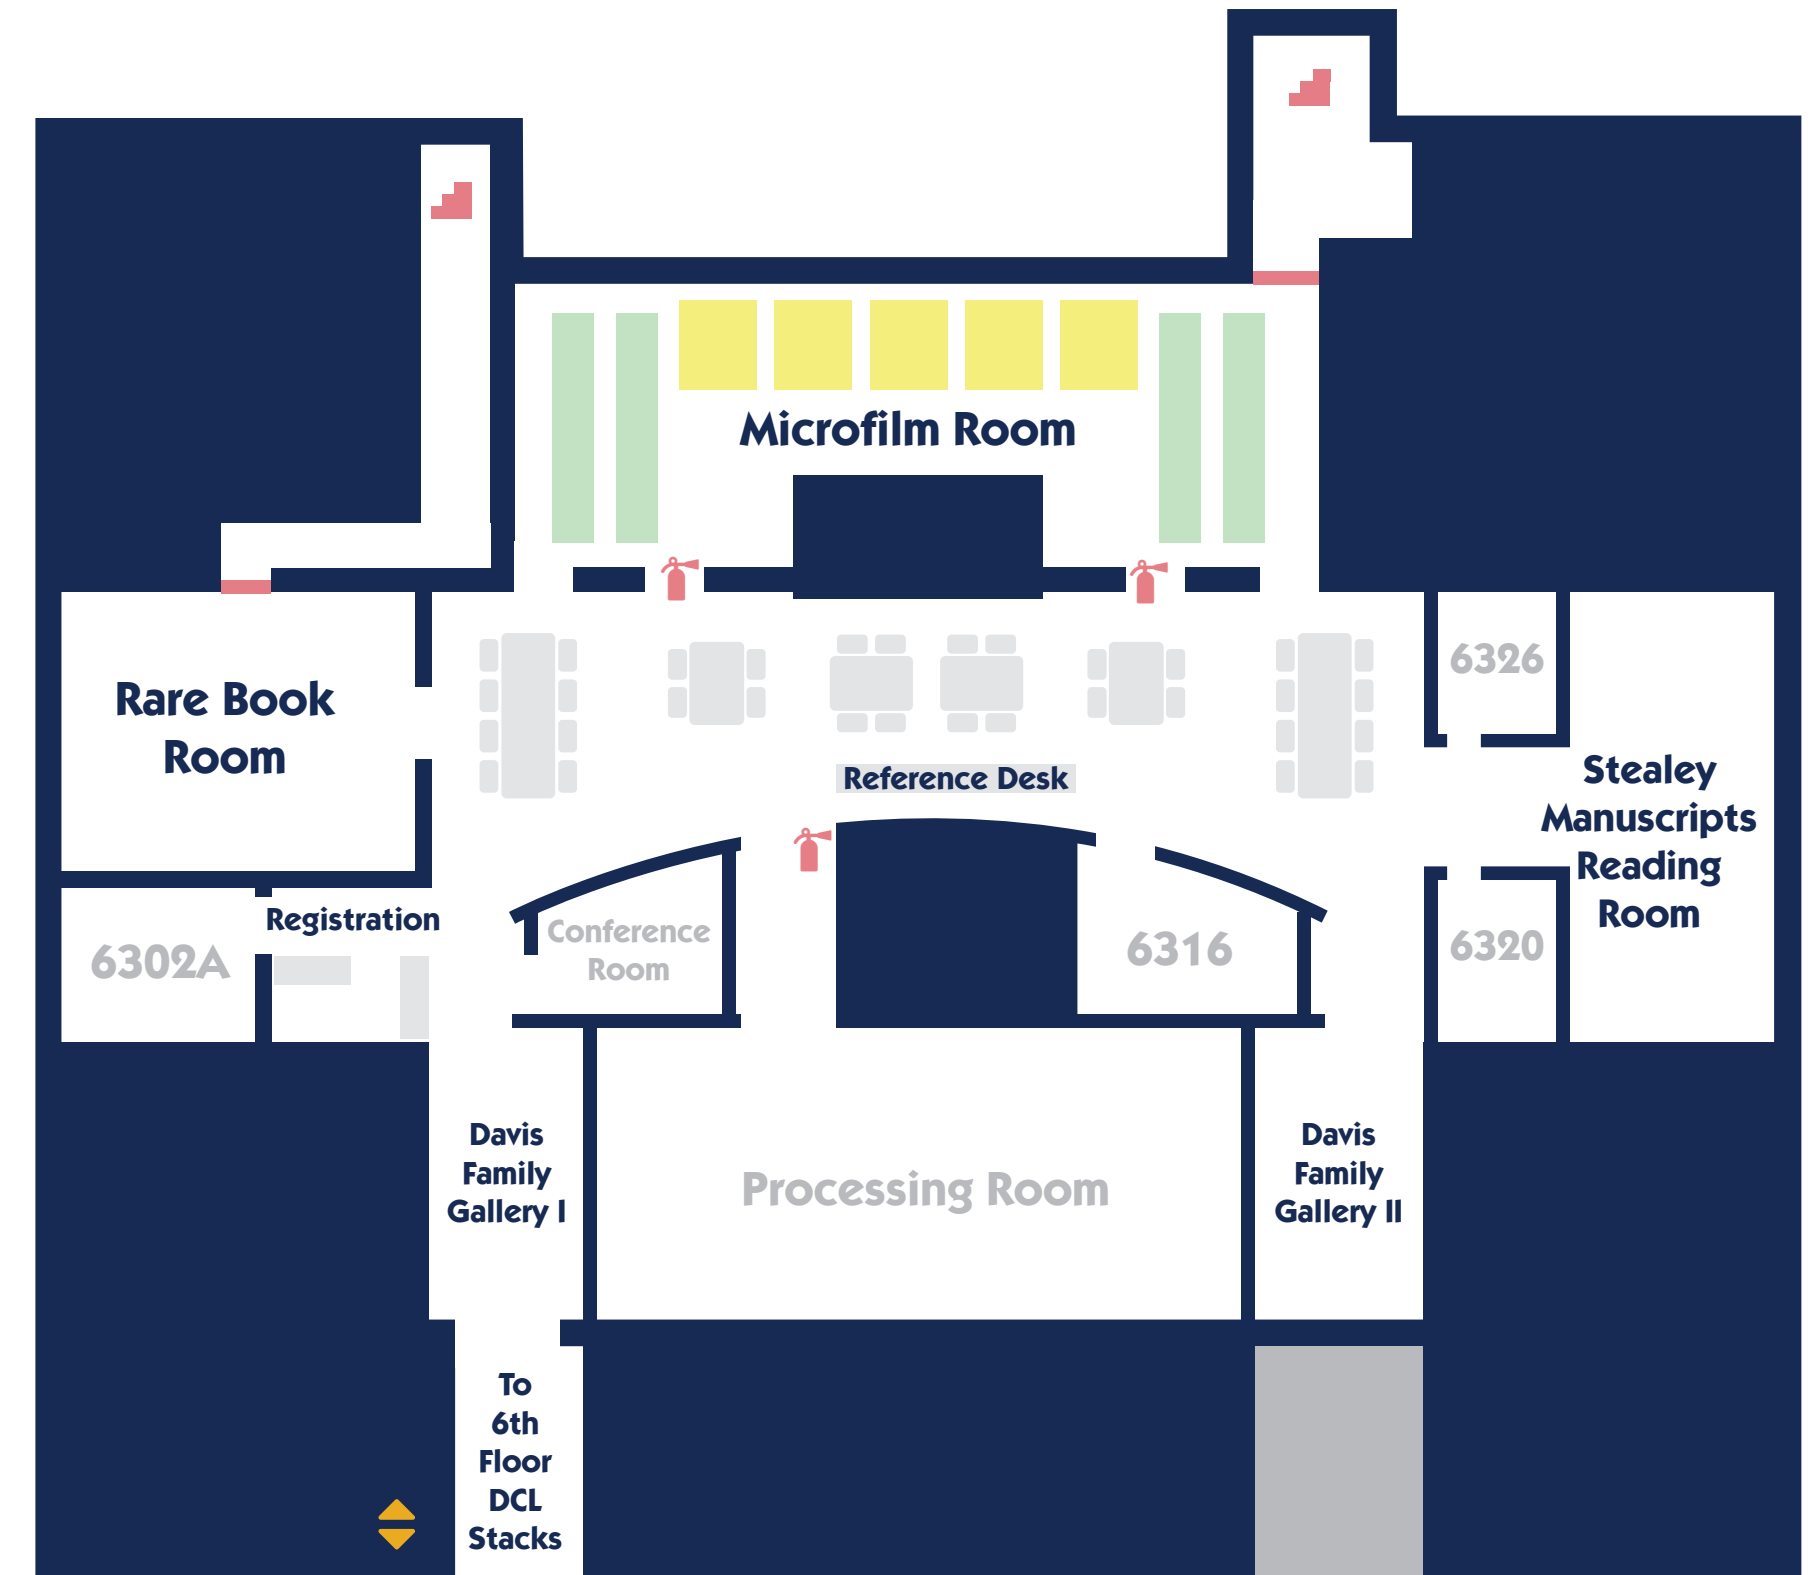 Microfilm Room
Rare Book
Room
6326
Stealey
Manuscripts
Reading
Room
Reference Desk
Registration
6302A
Conference
Room
6316
6320
Davis
Family
Gallery I
Processing Room
Davis
Family
Gallery II
To
6th
Floor
DCL
Stacks